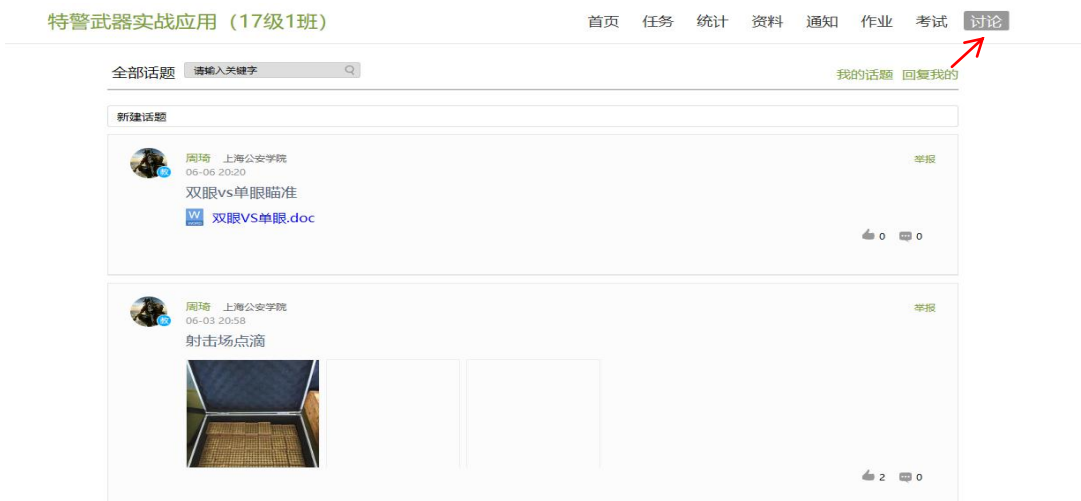 特警武器实战应用（17级1班） 首页 任务 统计 资料 通知 作业 考试 讨论
全部话题 请输入关键字 我的话题 回复我的
新建话题
周琦 上海公安学院 举报
教
06-06 20:20
双眼vs单眼瞄准
W 双眼VS单眼.doc
0 0
周琦 上海公安学院 举报
教
06-03 20:58
射击场点滴
2 0